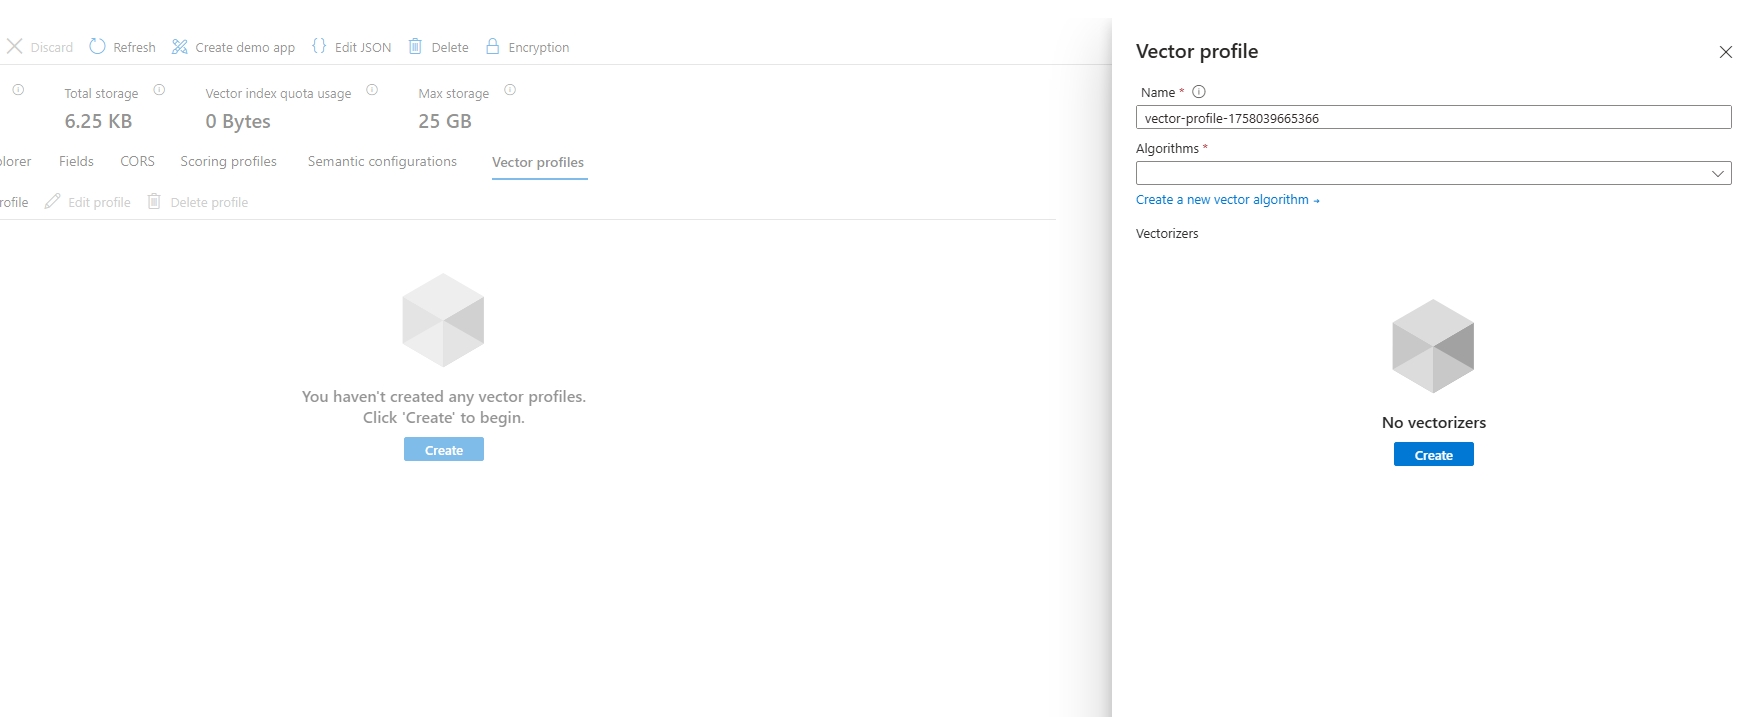 Discard Refresh Create demo app Edit JSON Delete Encryption
Total storage Vector index quota usage Max storage
6.25 KB 0 Bytes 25 GB
plorer Fields CORS Scoring profiles Semantic configurations Vector profiles
rofile Edit profile Delete profile
You haven't created any vector profiles.
Click 'Create' to begin.
Create
Vector profile
Name *
vector-profile-1758039665366
Algorithms *
Create a new vector algorithm →
Vectorizers
No vectorizers
Create